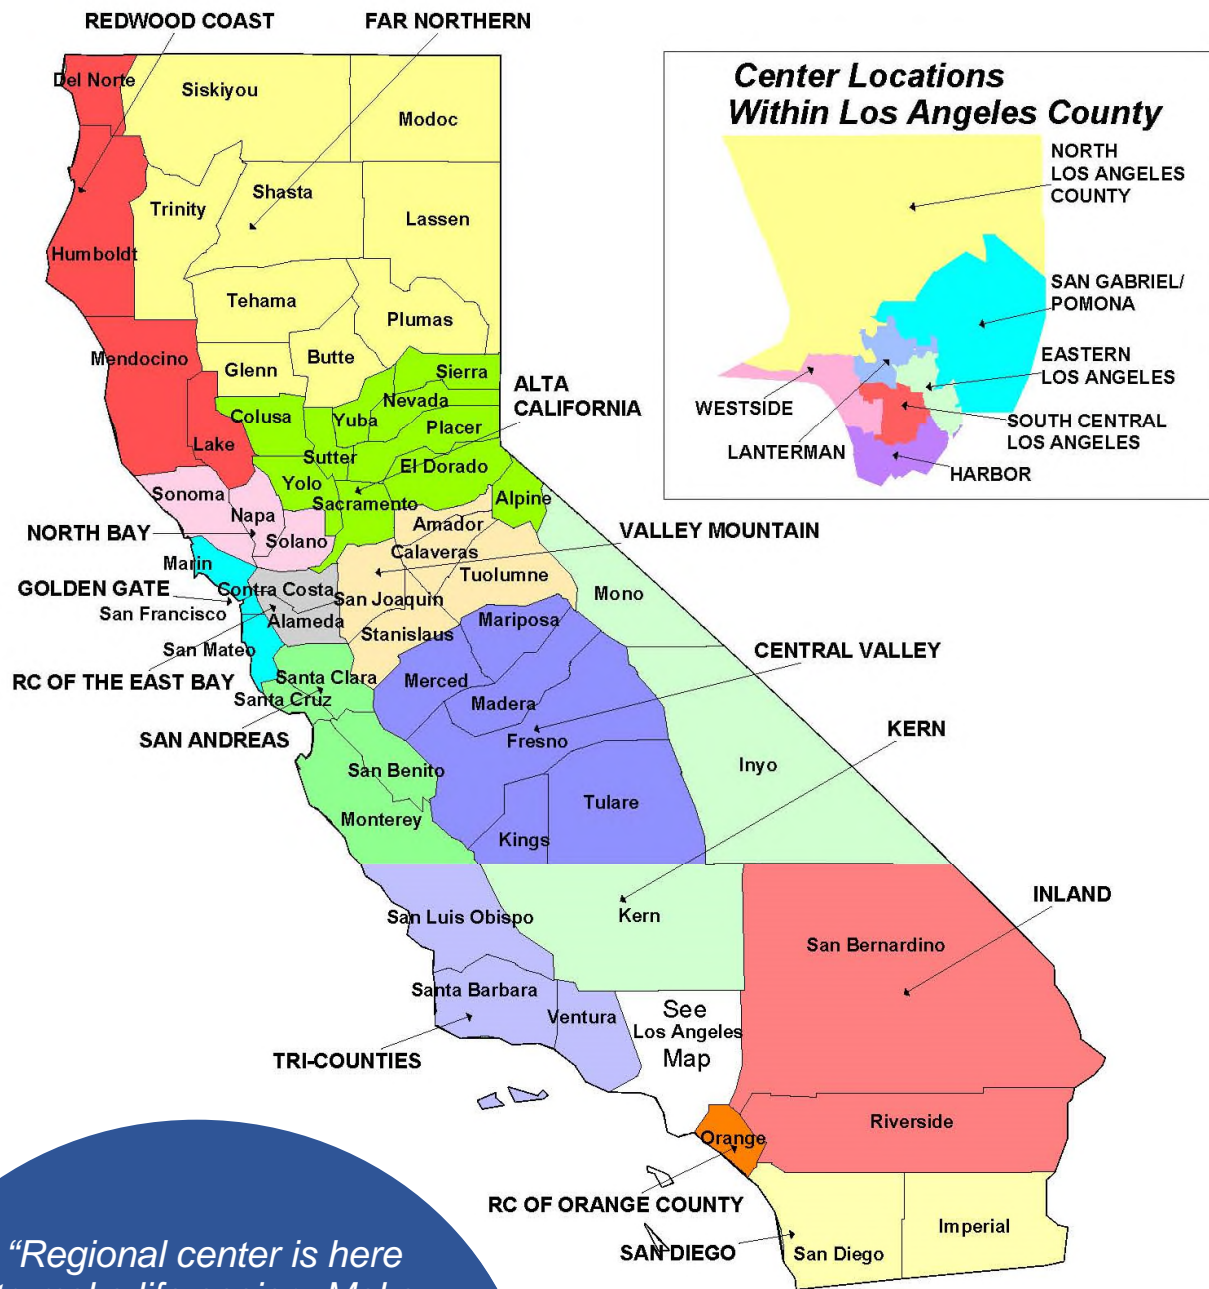 REDWOOD COAST
FAR NORTHERN
Del Norte
Siskiyou
Modoc
Shasta
Trinity
Lassen
Humboldt
Tehama
Plumas
Mendocino
Butte
Glenn
Sierra
Nevada
Colusa
Yuba
Placer
Lake
Sutter
El Dorado
Yolo
Sacramento
Alpine
ALTA
CALIFORNIA
Sonoma
Napa
Solano
Amador
NORTH BAY
VALLEY MOUNTAIN
Calaveras
Marin
Tuolumne
GOLDEN GATE
Contra Costa
San Joaquin
Mono
San Francisco
Alameda
Mariposa
Stanislaus
San Mateo
CENTRAL VALLEY
RC OF THE EAST BAY
Santa Clara
Merced
Santa Cruz
Madera
KERN
SAN ANDREAS
Fresno
San Benito
Inyo
Tulare
Monterey
Kings
INLAND
San Luis Obispo
Kern
San Bernardino
Santa Barbara
Ventura
See
Los Angeles
Map
TRI-COUNTIES
Riverside
Orange
RC OF ORANGE COUNTY
Imperial
SAN DIEGO
San Diego
Center Locations
Within Los Angeles County
NORTH
LOS ANGELES
COUNTY
SAN GABRIEL/
POMONA
EASTERN
LOS ANGELES
WESTSIDE
SOUTH CENTRAL
LOS ANGELES
LANTERMAN
HARBOR
“Regional center is here